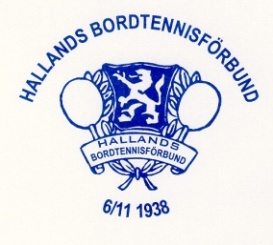 HALLANDS BORDTENNISFÖRBUND
HALLANDS
BORDTENNISFÖRBUND
6/11 1938